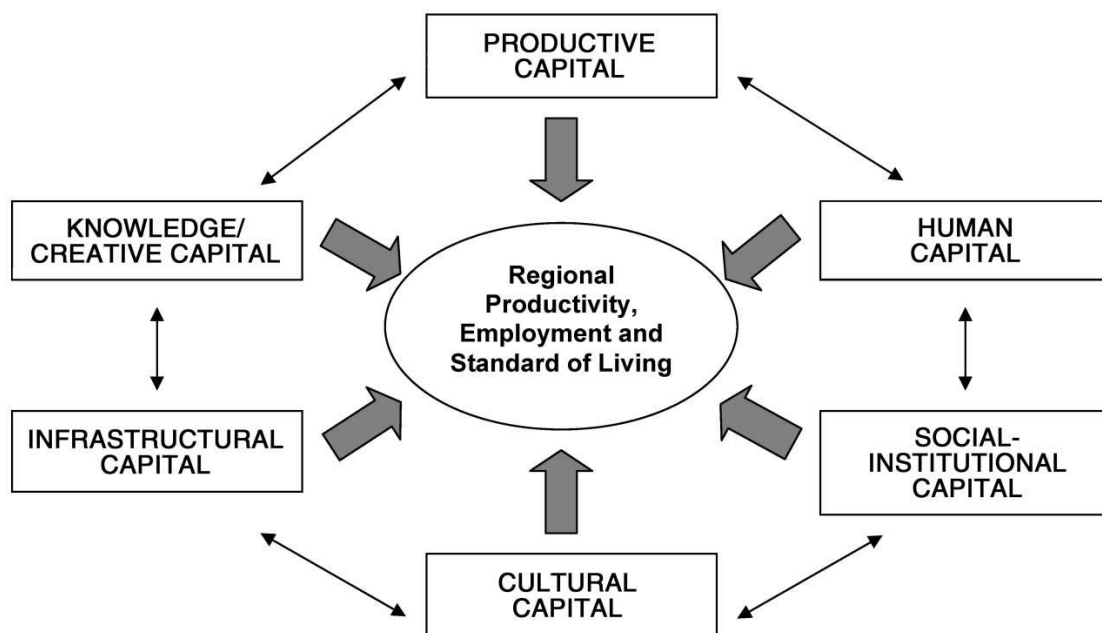 PRODUCTIVE
CAPITAL
KNOWLEDGE/
CREATIVE CAPITAL
HUMAN
CAPITAL
Regional
Productivity,
Employment and
Standard of Living
INFRASTRUCTURAL
CAPITAL
SOCIAL-
INSTITUTIONAL
CAPITAL
CULTURAL
CAPITAL